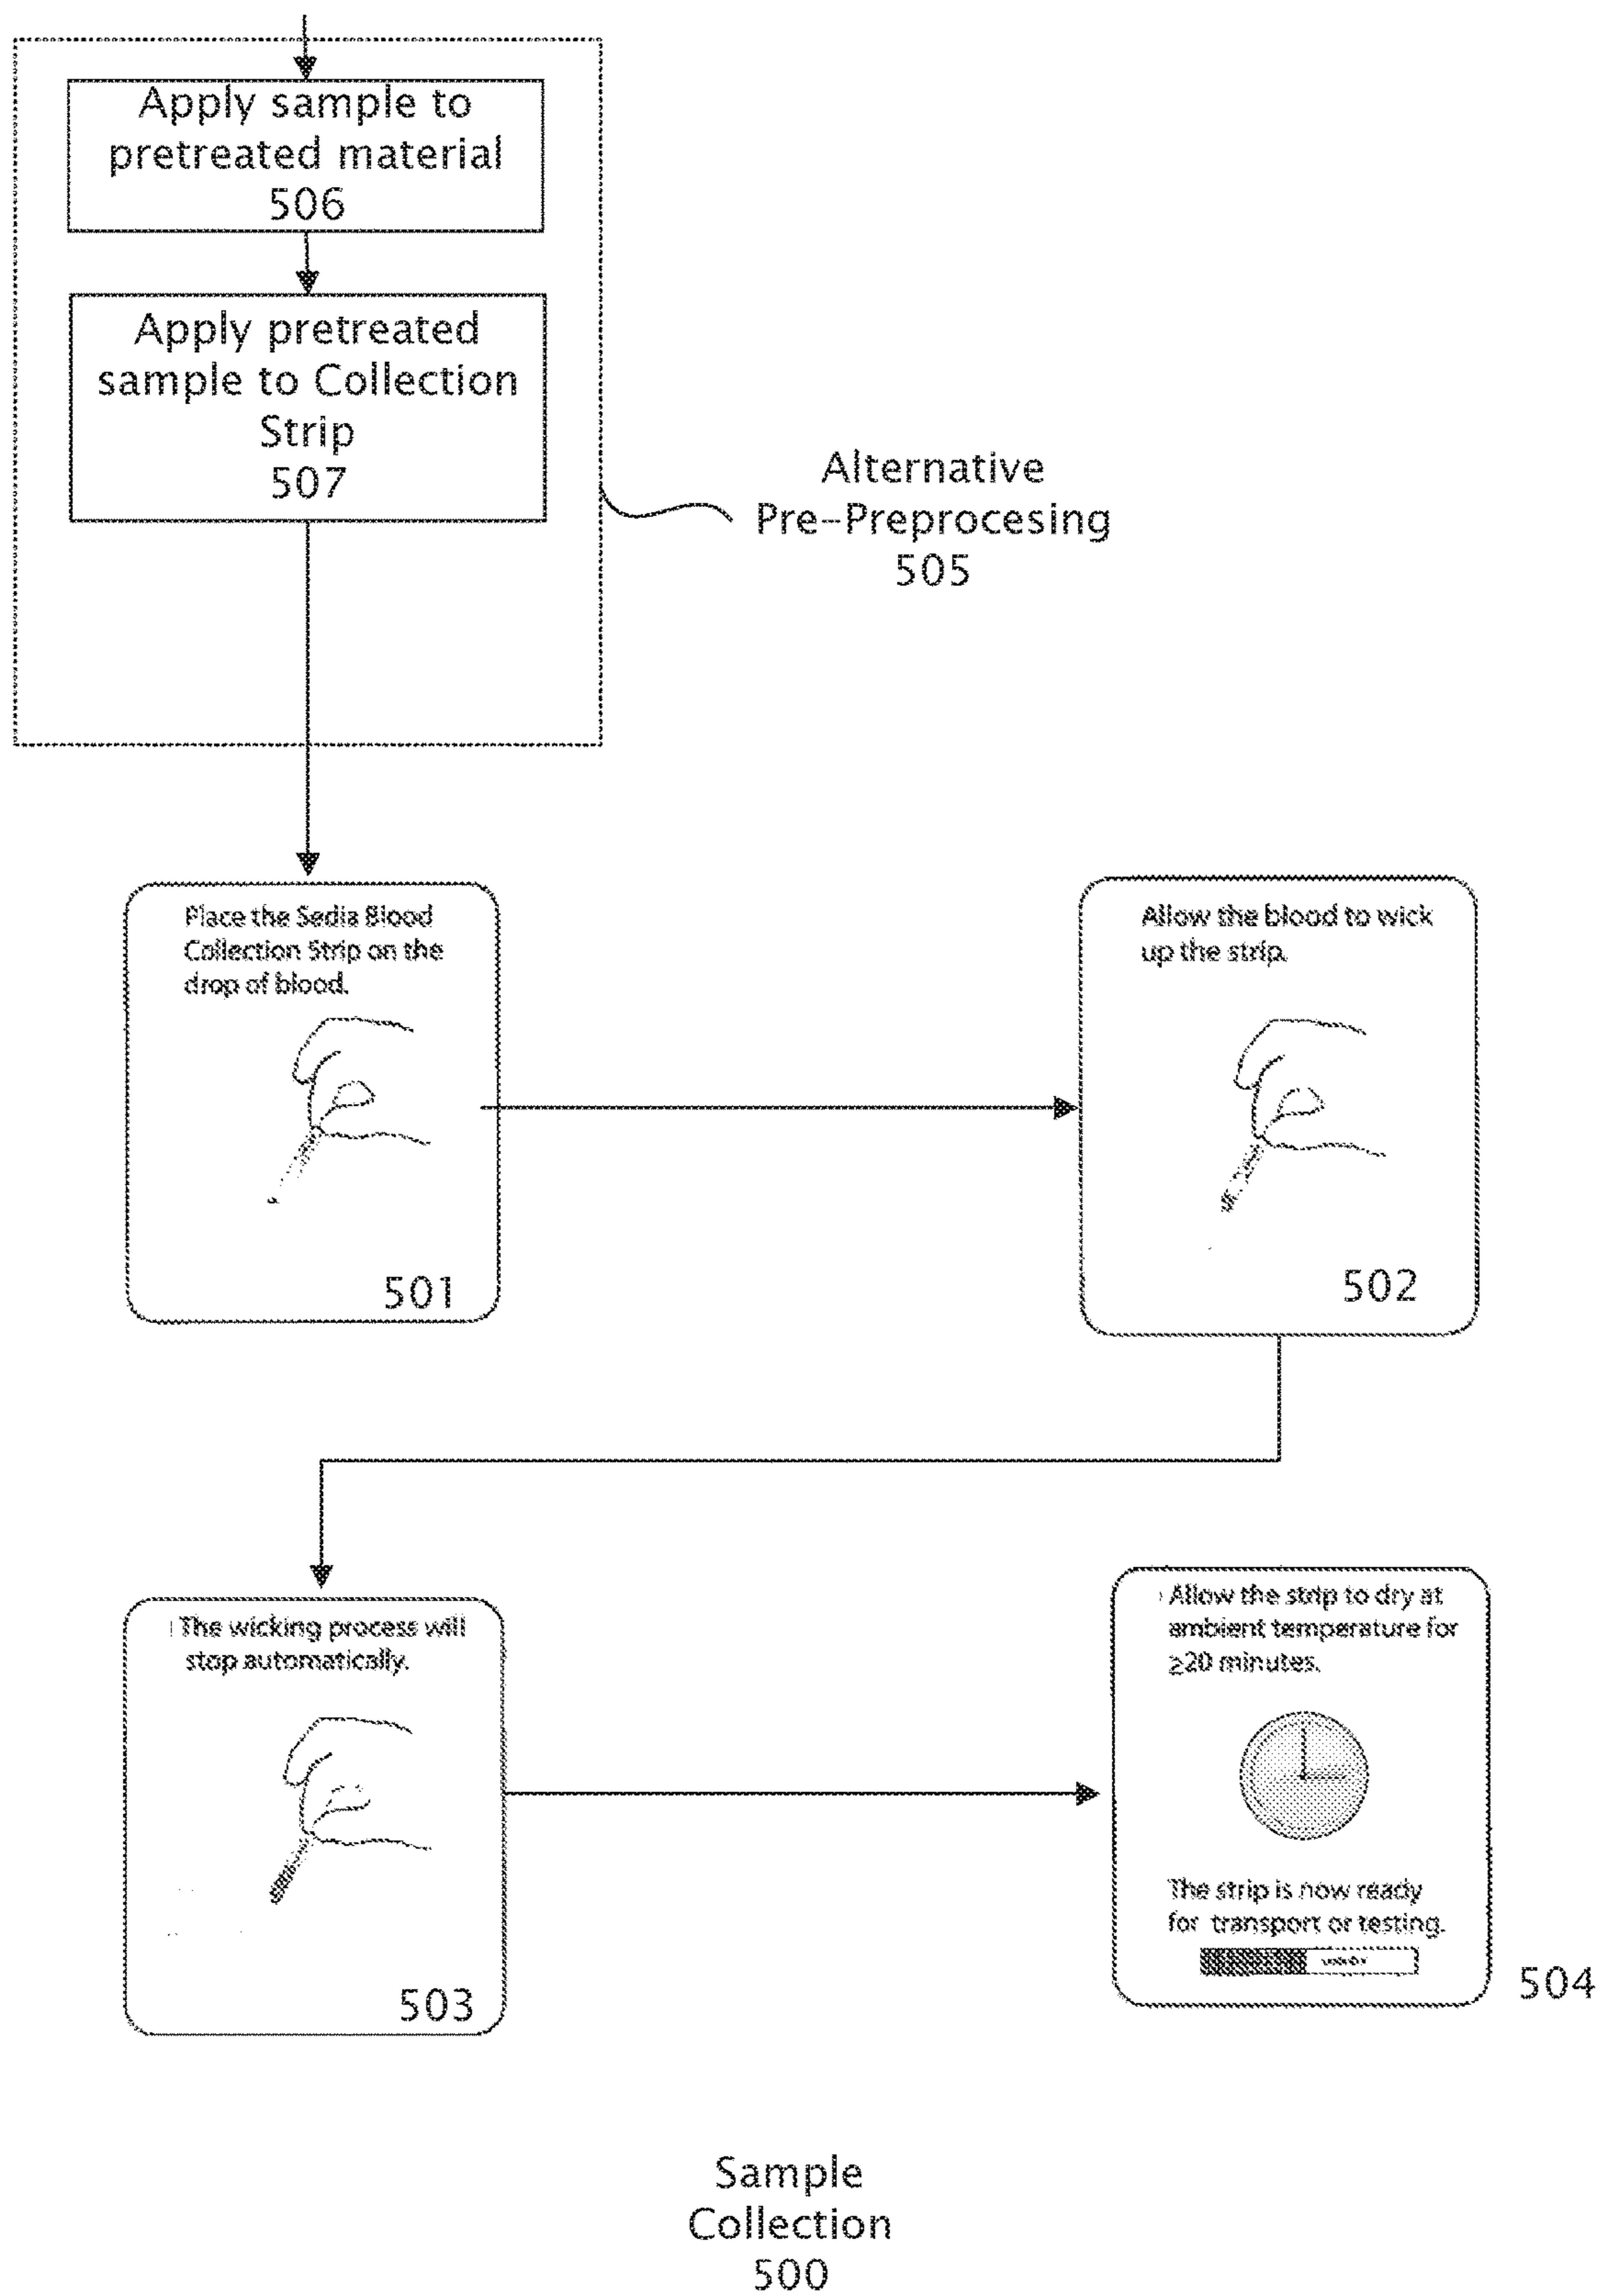 Apply sample to
pretreated material
506
Apply pretreated
sample to Collection
Strip
507
Alternative
Pre-Preprocesing
505
Place the Sedia Blood
Collection Strip on the
drop of blood.
501
Allow the blood to wick
up the strip.
502
The wicking process will
stop automatically.
503
Allow the strip to dry at
ambient temperature for
≥20 minutes.
The strip is now ready
for transport or testing.
504
Sample
Collection
500